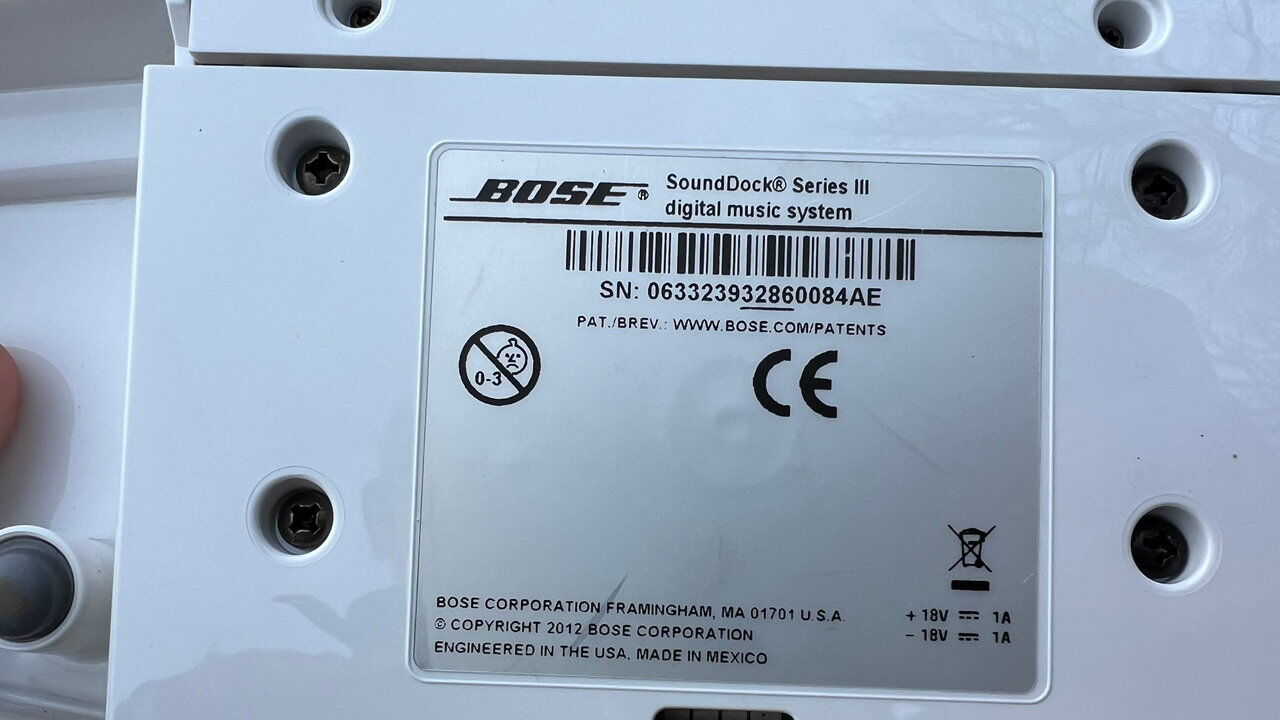 BOSE® SoundDock® Series III
digital music system
SN: 063323932860084AE
PAT./BREV.: WWW.BOSE.COM/PATENTS
0-3
CE
+ 18V ⎓ 1A
- 18V ⎓ 1A
BOSE CORPORATION FRAMINGHAM, MA 01701 U.S.A.
© COPYRIGHT 2012 BOSE CORPORATION
ENGINEERED IN THE USA, MADE IN MEXICO